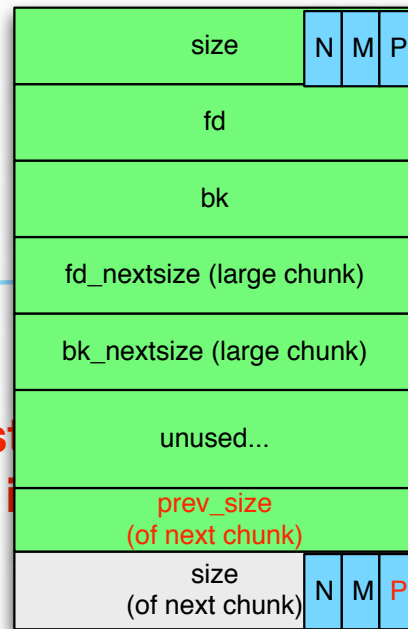 size N M P
fd
bk
fd_nextsize (large chunk)
bk_nextsize (large chunk)
unused...
prev_size
(of next chunk)
size
(of next chunk) N M P